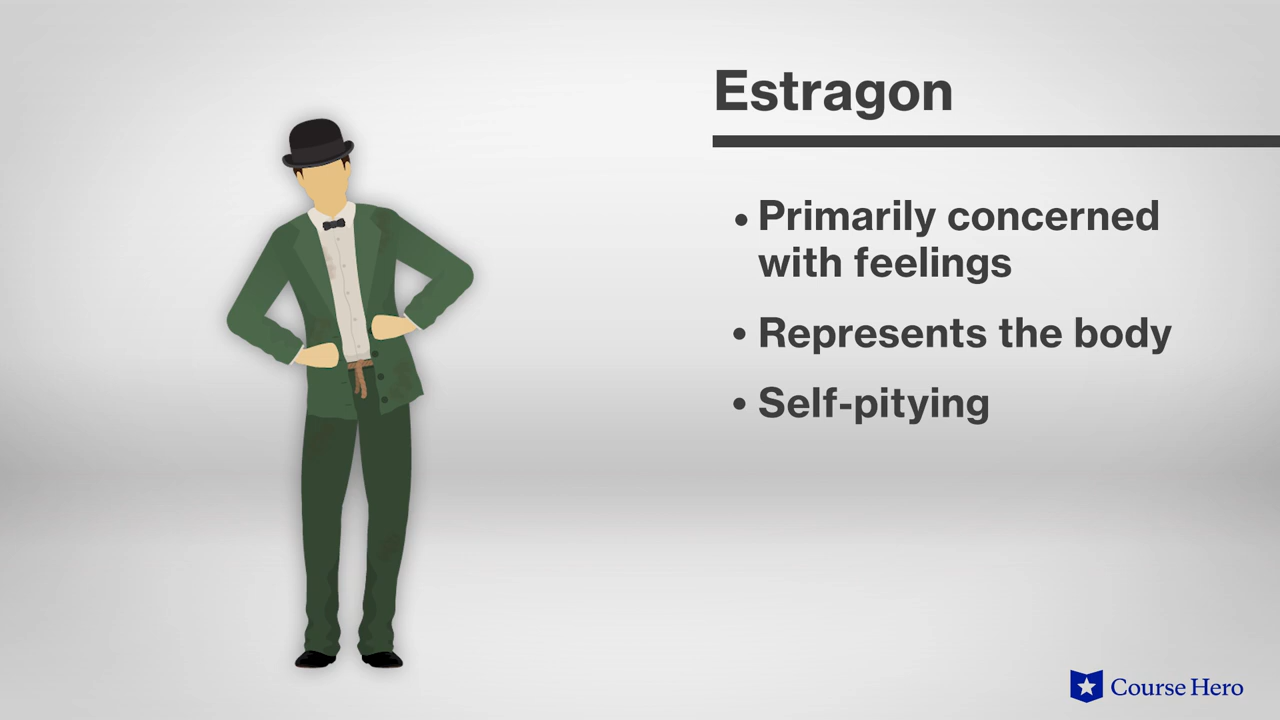 Estragon
• Primarily concerned
with feelings
• Represents the body
• Self-pitying
Course Hero